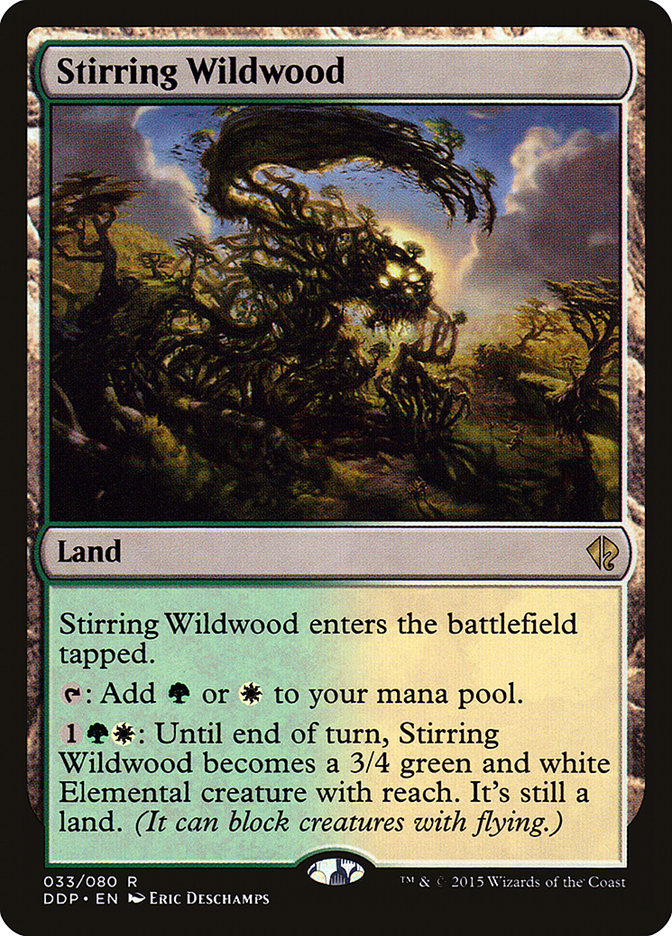 Stirring Wildwood
Land
Stirring Wildwood enters the battlefield
tapped.
: Add or to your mana pool.
1 : Until end of turn, Stirring
Wildwood becomes a 3/4 green and white
Elemental creature with reach. It's still a
land. (It can block creatures with flying.)
033/080 R
DDP • EN Eric Deschamps
™ & © 2015 Wizards of the Coast